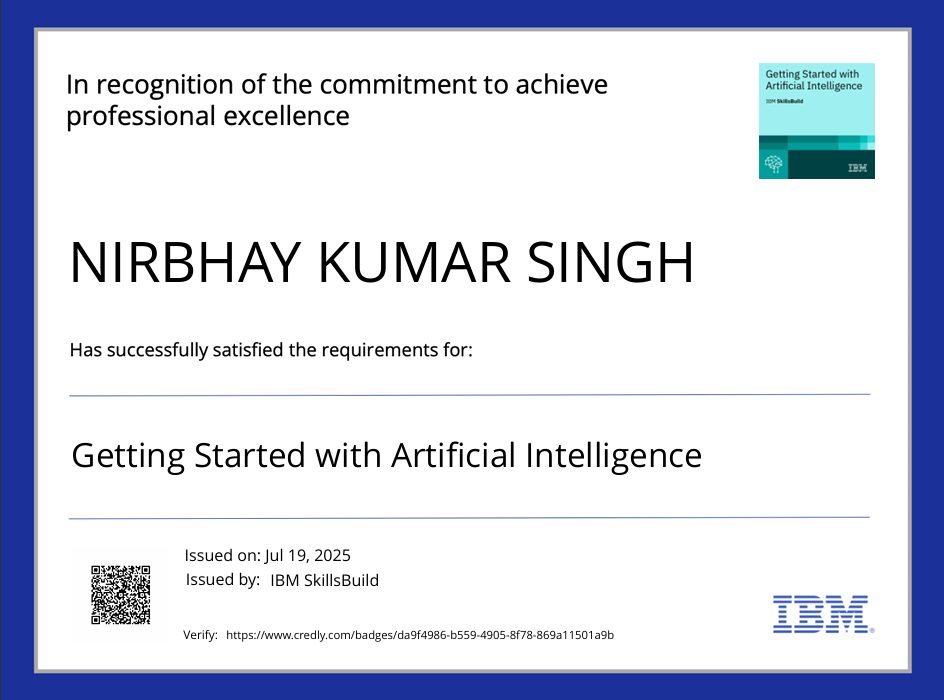 In recognition of the commitment to achieve
professional excellence
Getting Started with
Artificial Intelligence
IBM SkillsBuild
IBM
NIRBHAY KUMAR SINGH
Has successfully satisfied the requirements for:
Getting Started with Artificial Intelligence
Issued on: Jul 19, 2025
Issued by: IBM SkillsBuild
Verify: https://www.credly.com/badges/da9f4986-b559-4905-8f78-869a11501a9b
IBM®